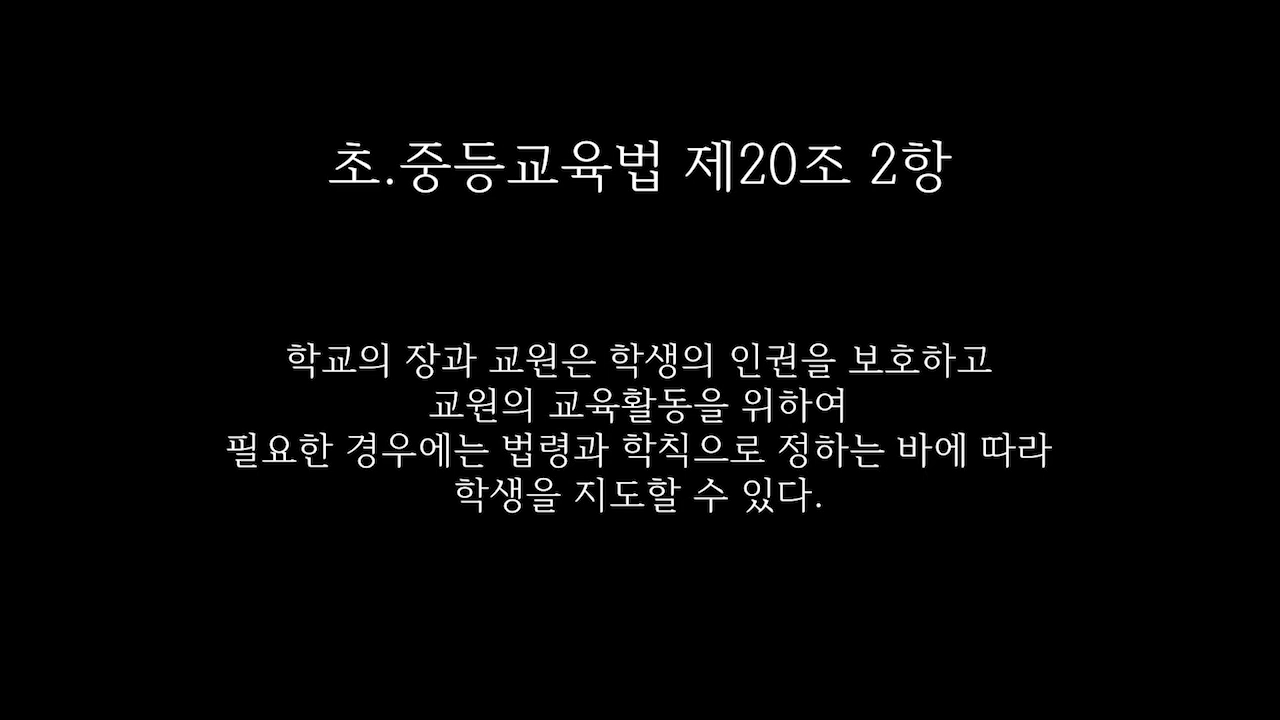 초.중등교육법 제20조 2항
학교의 장과 교원은 학생의 인권을 보호하고
교원의 교육활동을 위하여
필요한 경우에는 법령과 학칙으로 정하는 바에 따라
학생을 지도할 수 있다.